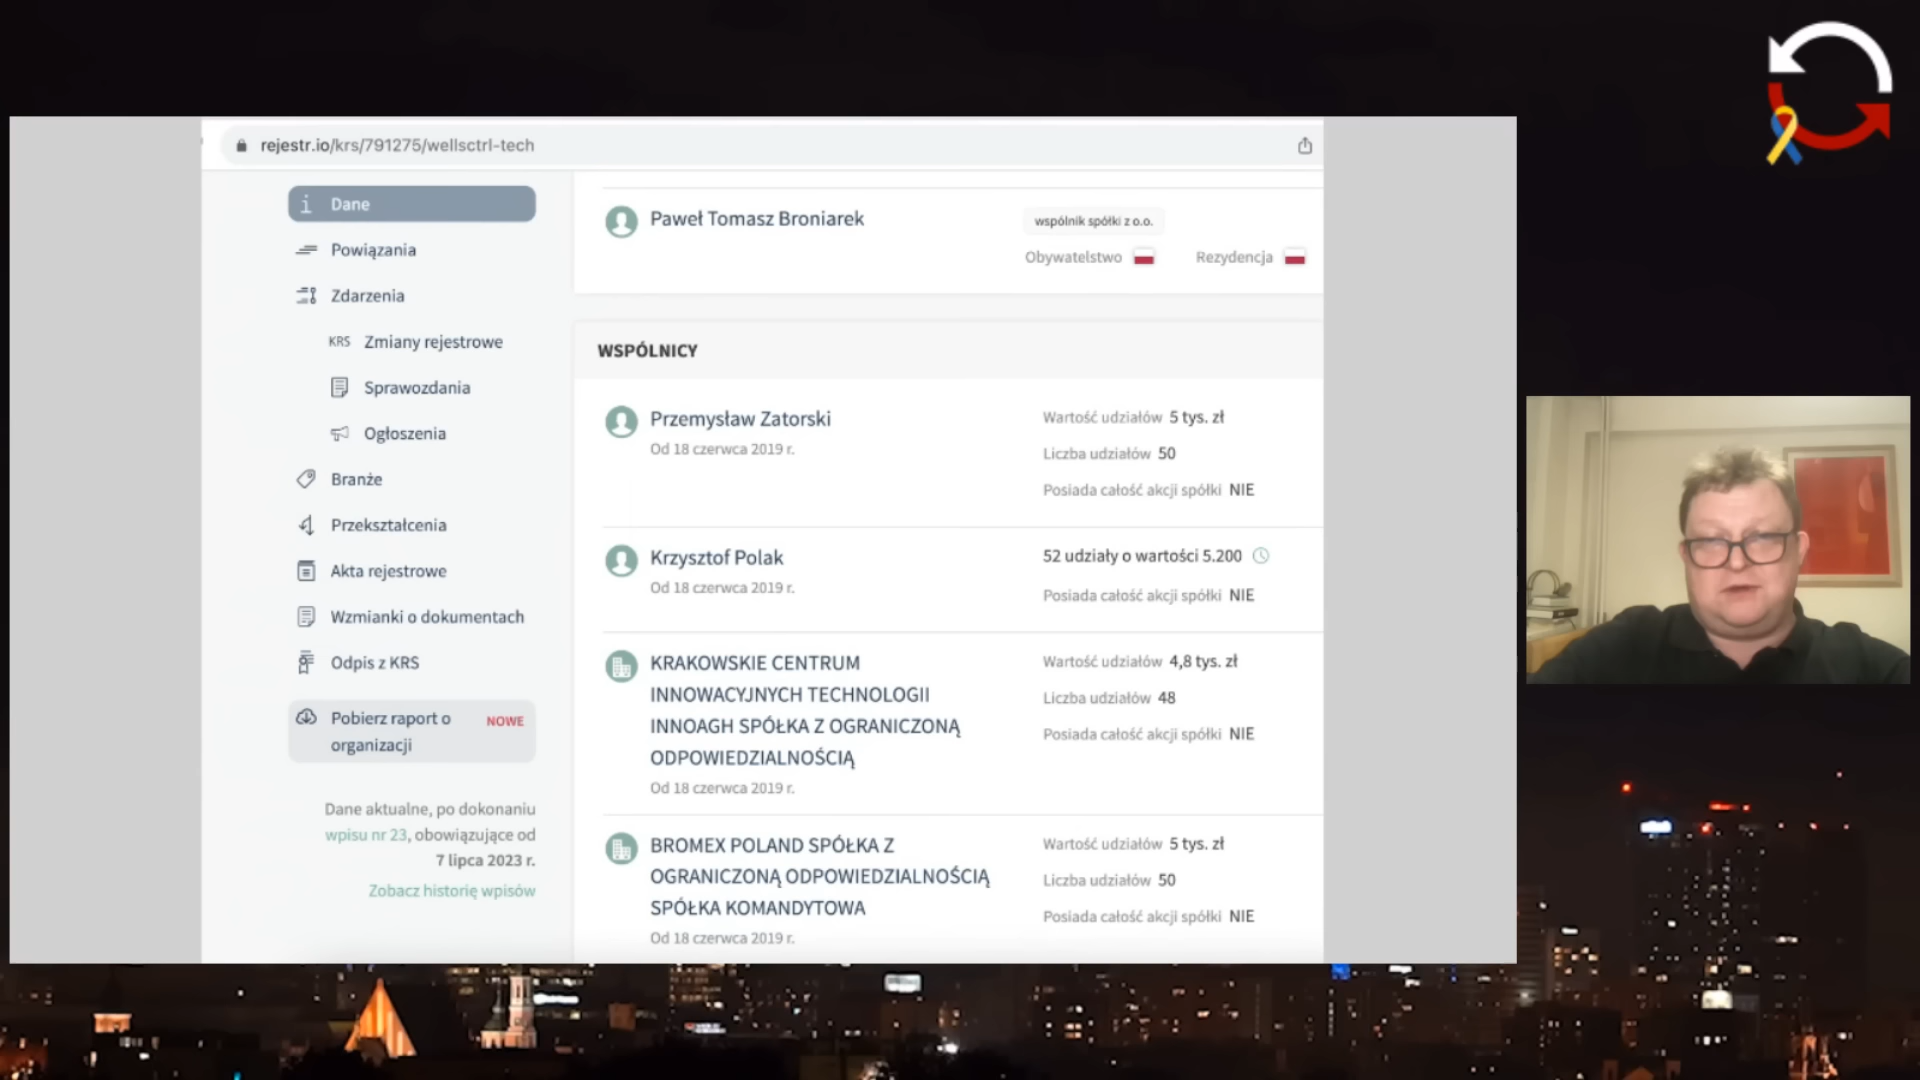 rejestr.io/krs/791275/wellsctrl-tech
Dane
Powiązania
Zdarzenia
KRS Zmiany rejestrowe
Sprawozdania
Ogłoszenia
Branże
Przekształcenia
Akta rejestrowe
Wzmianki o dokumentach
Odpis z KRS
Pobierz raport o
organizacji
NOWE
Dane aktualne, po dokonaniu
wpisu nr 23, obowiązujące od
7 lipca 2023 r.
Zobacz historię wpisów
Paweł Tomasz Broniarek
wspólnik spółki z o.o.
Obywatelstwo
Rezydencja
WSPÓLNICY
Przemysław Zatorski
Od 18 czerwca 2019 r.
Wartość udziałów 5 tys. zł
Liczba udziałów 50
Posiada całość akcji spółki NIE
Krzysztof Polak
Od 18 czerwca 2019 r.
52 udziały o wartości 5.200
Posiada całość akcji spółki NIE
KRAKOWSKIE CENTRUM
INNOWACYJNYCH TECHNOLOGII
INNOAGH SPÓŁKA Z OGRANICZONĄ
ODPOWIEDZIALNOŚCIĄ
Od 18 czerwca 2019 r.
Wartość udziałów 4,8 tys. zł
Liczba udziałów 48
Posiada całość akcji spółki NIE
BROMEX POLAND SPÓŁKA Z
OGRANICZONĄ ODPOWIEDZIALNOŚCIĄ
SPÓŁKA KOMANDYTOWA
Od 18 czerwca 2019 r.
Wartość udziałów 5 tys. zł
Liczba udziałów 50
Posiada całość akcji spółki NIE